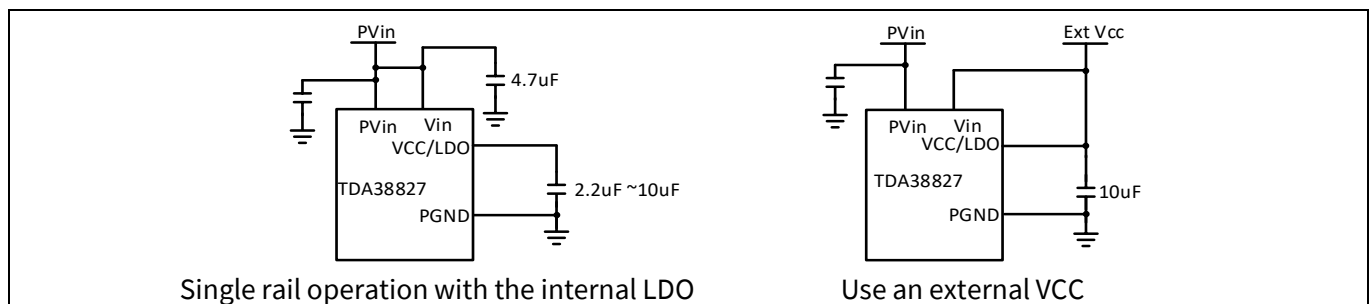 PVin
4.7uF
PVin Vin
VCC/LDO
TDA38827
2.2uF ~10uF
PGND
Single rail operation with the internal LDO
PVin
Ext Vcc
PVin Vin
VCC/LDO
TDA38827
10uF
PGND
Use an external VCC